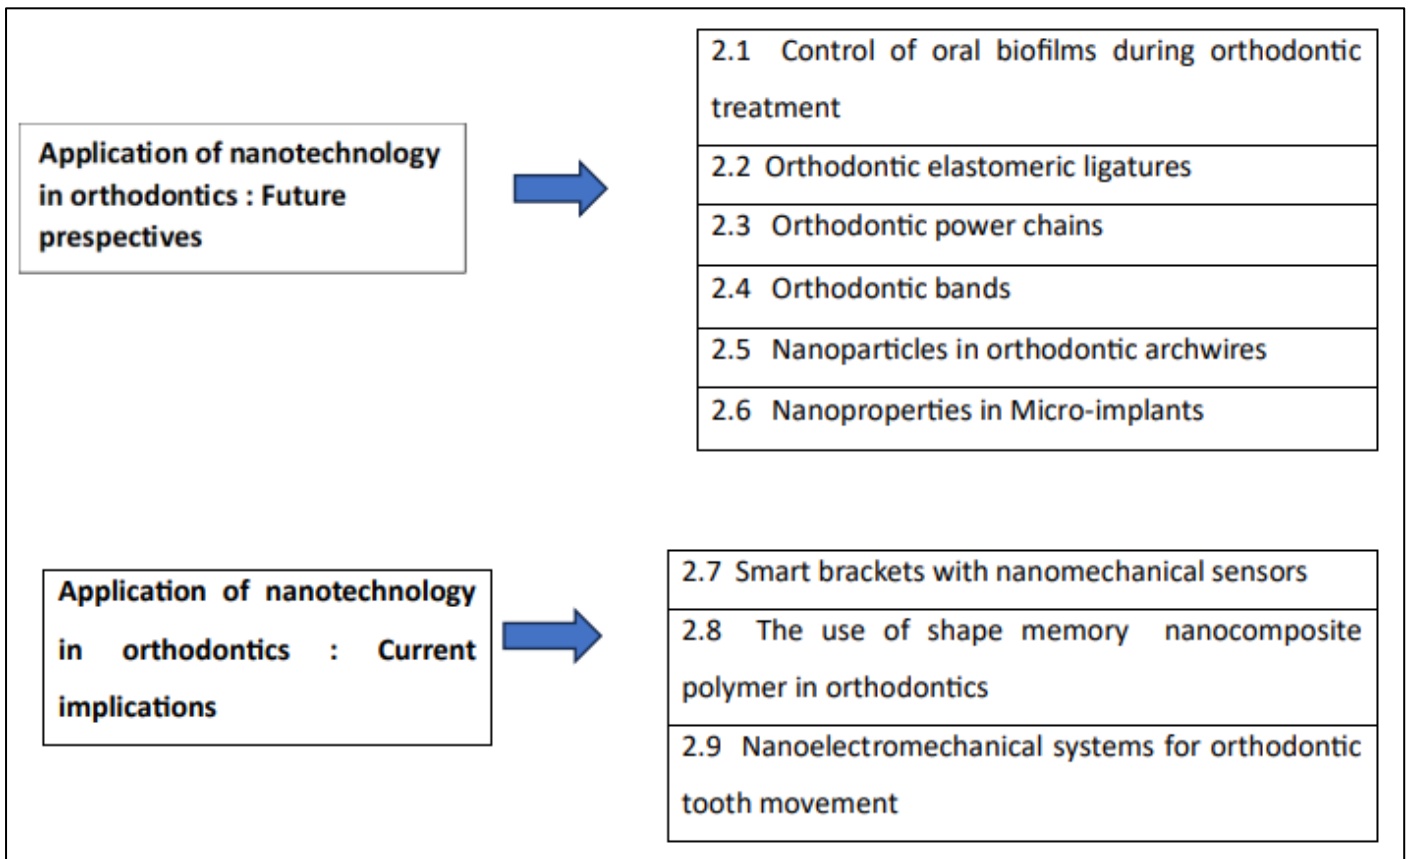 Application of nanotechnology
in orthodontics : Future
prespectives
2.1 Control of oral biofilms during orthodontic
treatment
2.2 Orthodontic elastomeric ligatures
2.3 Orthodontic power chains
2.4 Orthodontic bands
2.5 Nanoparticles in orthodontic archwires
2.6 Nanoproperties in Micro-implants
Application of nanotechnology
in orthodontics : Current
implications
2.7 Smart brackets with nanomechanical sensors
2.8 The use of shape memory nanocomposite
polymer in orthodontics
2.9 Nanoelectromechanical systems for orthodontic
tooth movement